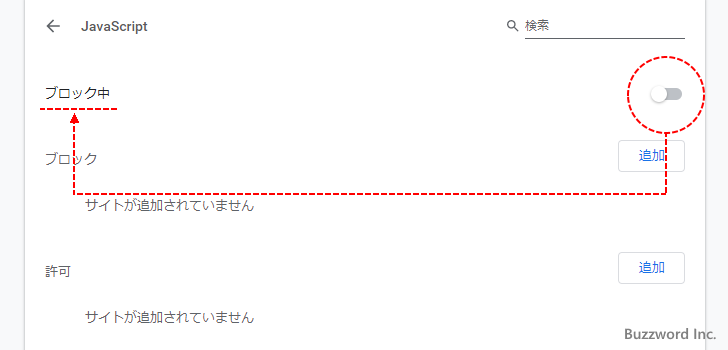 JavaScript
検索
ブロック中
ブロック
追加
サイトが追加されていません
許可
追加
サイトが追加されていません
Buzzword Inc.